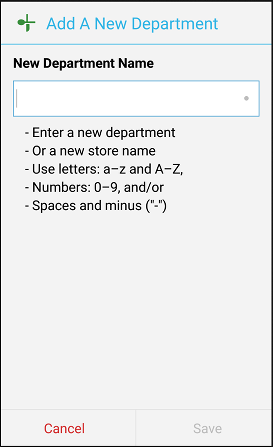 Add A New Department
New Department Name
- Enter a new department
- Or a new store name
- Use letters: a–z and A–Z,
- Numbers: 0–9, and/or
- Spaces and minus ("-")
Cancel
Save